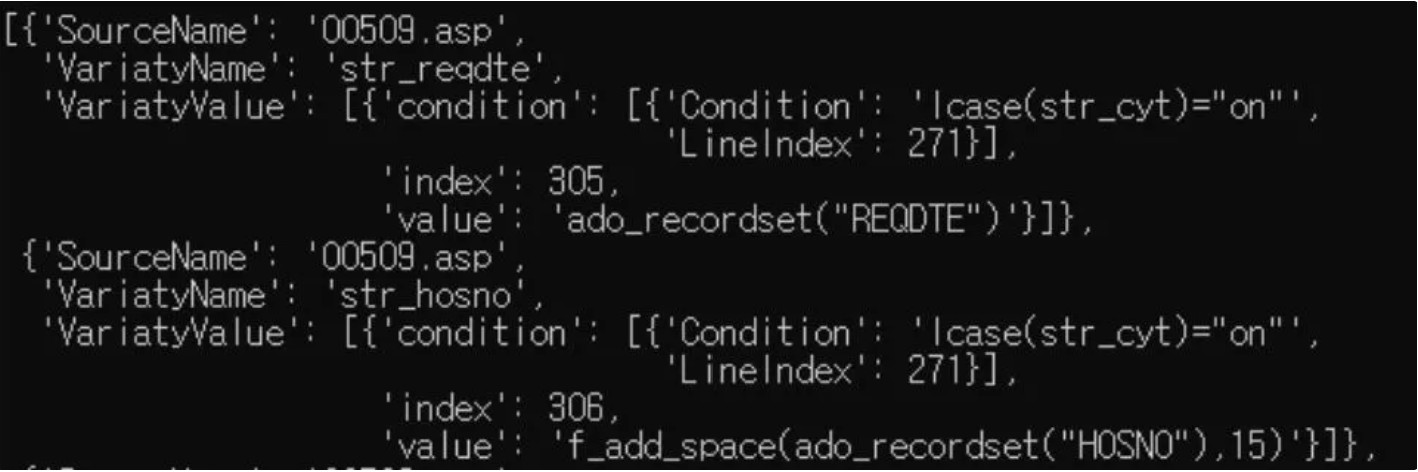 [{'SourceName': '00509.asp',
'VariatyName': 'str_reqdte',
'VariatyValue': [{'condition': [{'Condition': 'lcase(str_cyt)="on"',
'LineIndex': 271}],
'index': 305,
'value': 'ado_recordset("REQDTE")'}]},
{'SourceName': '00509.asp',
'VariatyName': 'str_hosno',
'VariatyValue': [{'condition': [{'Condition': 'lcase(str_cyt)="on"',
'LineIndex': 271}],
'index': 306,
'value': 'f_add_space(ado_recordset("HOSNO"),15)'}]},